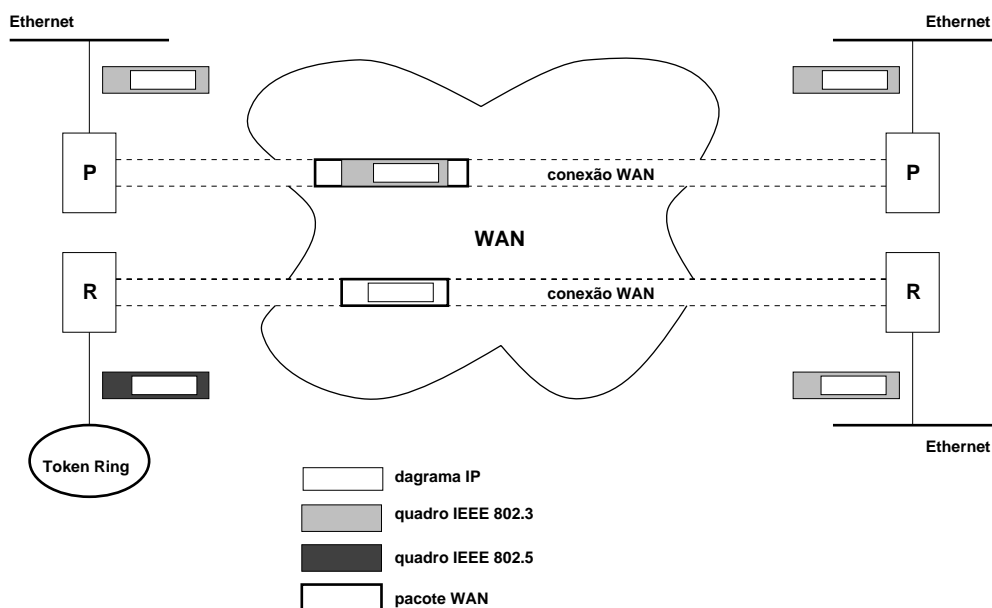 Ethernet
Ethernet
P
conexão WAN
P
WAN
R
conexão WAN
R
Token Ring
Ethernet
dagrama IP
quadro IEEE 802.3
quadro IEEE 802.5
pacote WAN